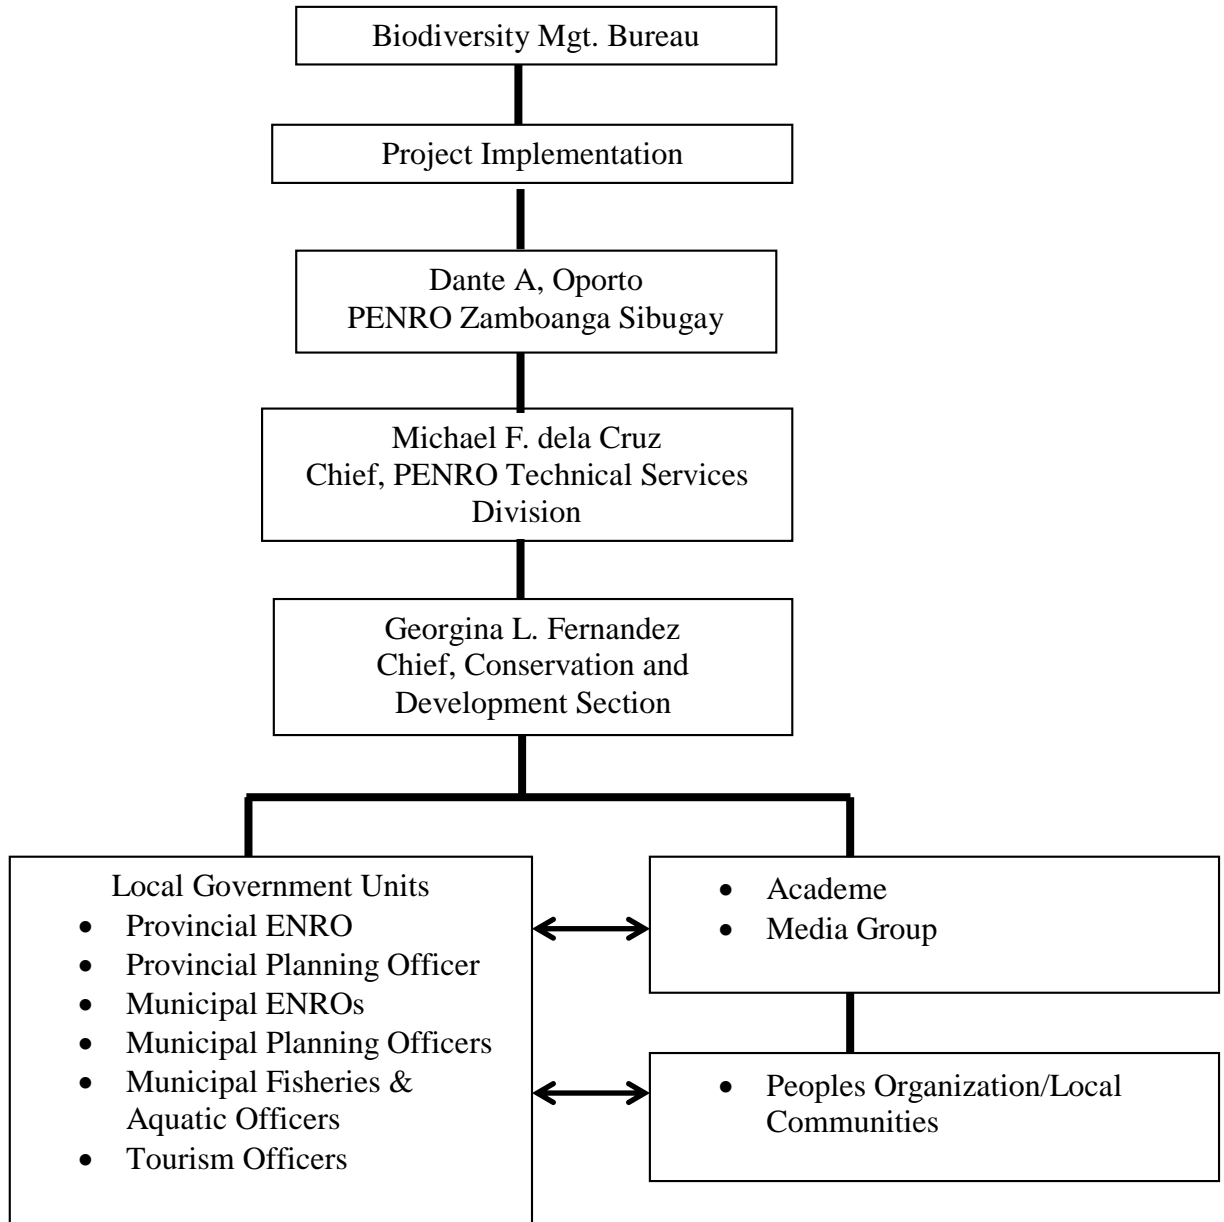 Biodiversity Mgt. Bureau
Project Implementation
Dante A, Oporto
PENRO Zamboanga Sibugay
Michael F. dela Cruz
Chief, PENRO Technical Services
Division
Georgina L. Fernandez
Chief, Conservation and
Development Section
Local Government Units
• Provincial ENRO
• Provincial Planning Officer
• Municipal ENROs
• Municipal Planning Officers
• Municipal Fisheries &
Aquatic Officers
• Tourism Officers
• Academe
• Media Group
• Peoples Organization/Local
Communities